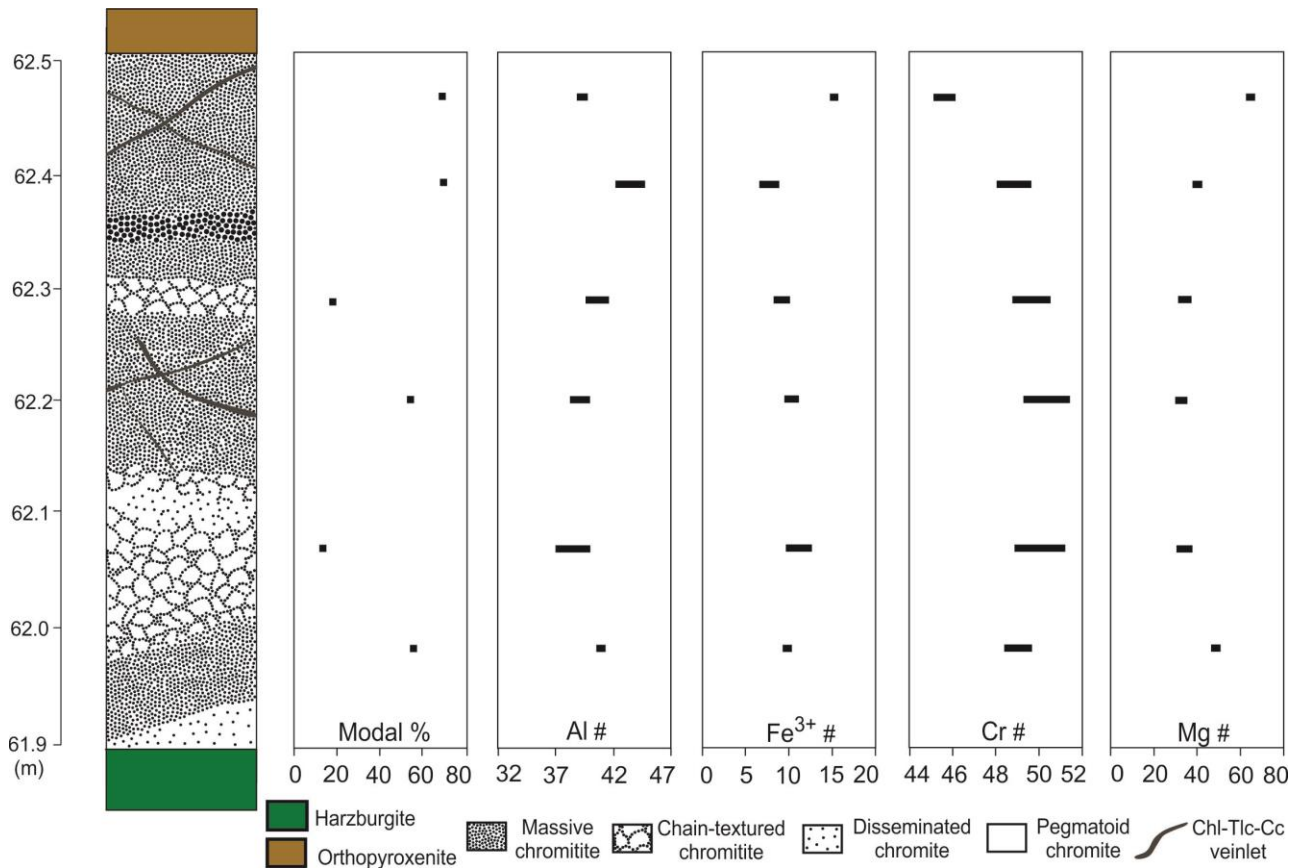 62.5
62.4
62.3
62.2
62.1
62.0
61.9
(m)
Modal %
Al #
Fe³⁺ #
Cr #
Mg #
0 20 40 60 80
32 37 42 47
0 5 10 15 20
44 46 48 50 52
0 20 40 60 80
Harzburgite
Orthopyroxenite
Massive
chromitite
Chain-textured
chromitite
Disseminated
chromite
Pegmatoid
chromite
Chl-Tlc-Cc
veinlet